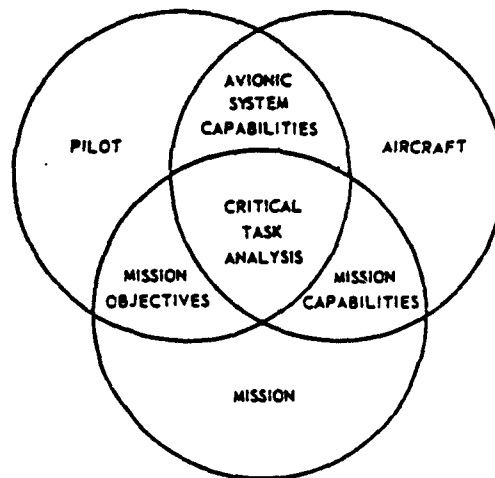 AVIONIC
SYSTEM
CAPABILITIES
PILOT
AIRCRAFT
CRITICAL
TASK
ANALYSIS
MISSION
OBJECTIVES
MISSION
CAPABILITIES
MISSION